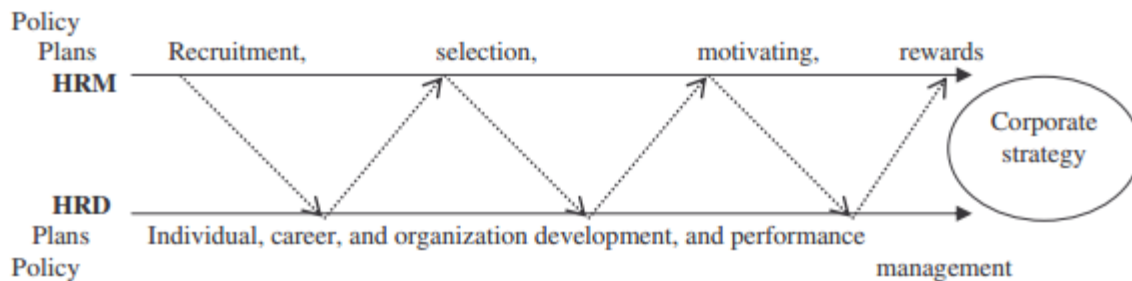 Policy
Plans Recruitment, selection, motivating, rewards
HRM
Corporate
strategy
HRD
Plans Individual, career, and organization development, and performance
Policy management